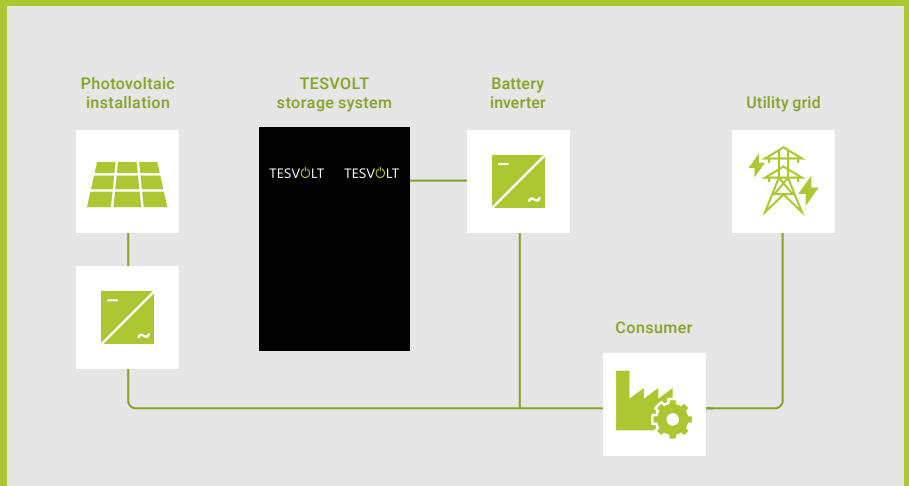 Photovoltaic
installation
TESVOLT
storage system
Battery
inverter
Utility grid
TESVOLT TESVOLT
Consumer